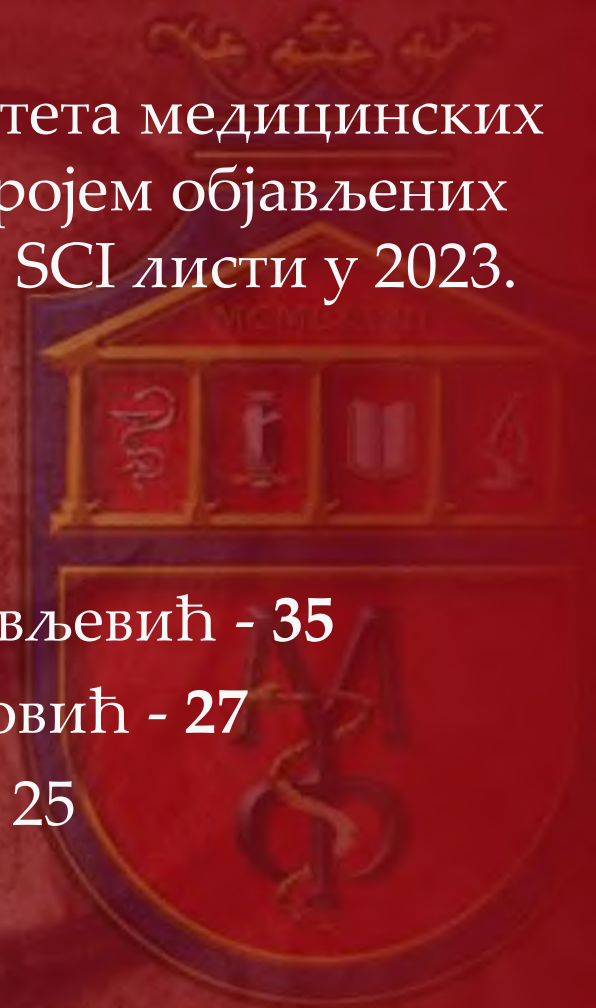 тета медицинских
ројем објављених
SCI листи у 2023.
вљевић - 35
овић - 27
25